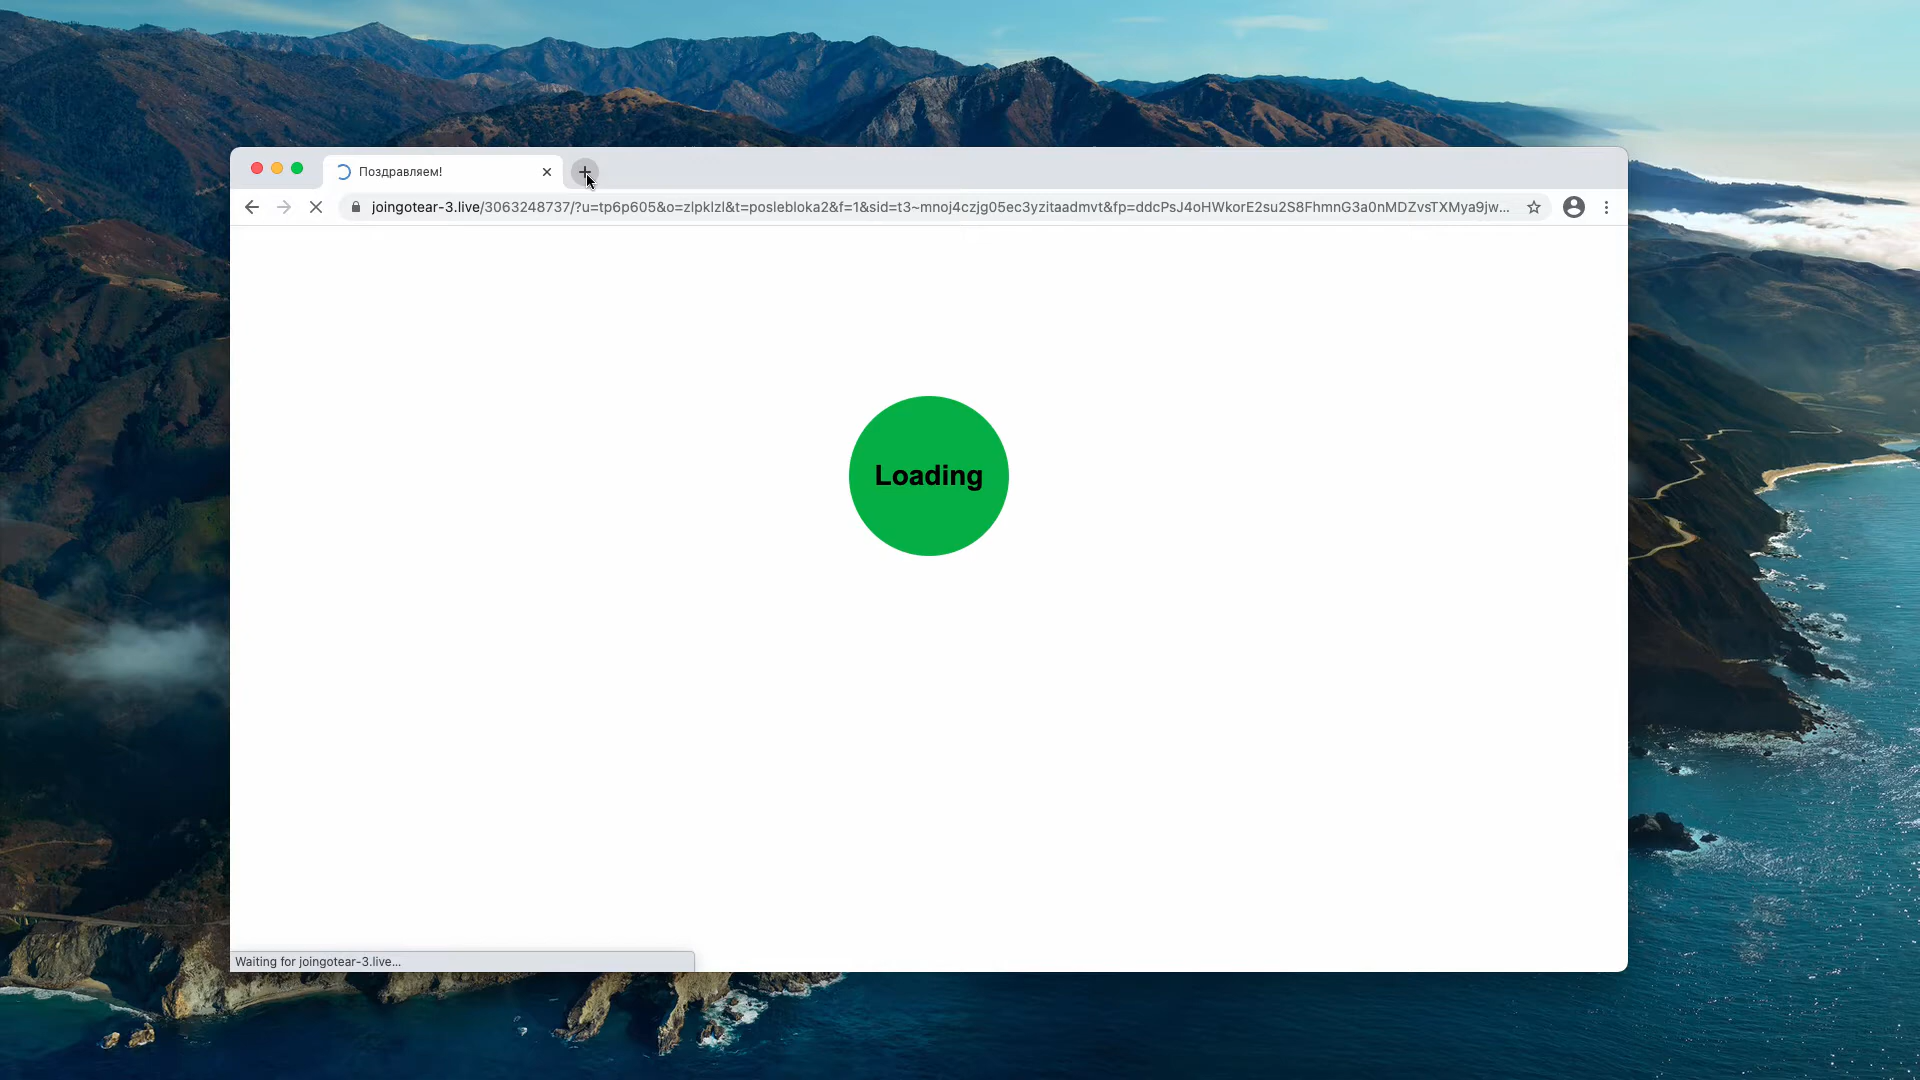 Поздравляем!
joingotear-3.live/3063248737/?u=tp6p605&o=zlpklzl&t=poslebloka2&f=1&sid=t3~mnoj4czjg05ec3yzitaadmvt&fp=ddcPsJ4oHWkorE2su2S8FhmnG3a0nMDZvsTXMya9jw...
Loading
Waiting for joingotear-3.live...